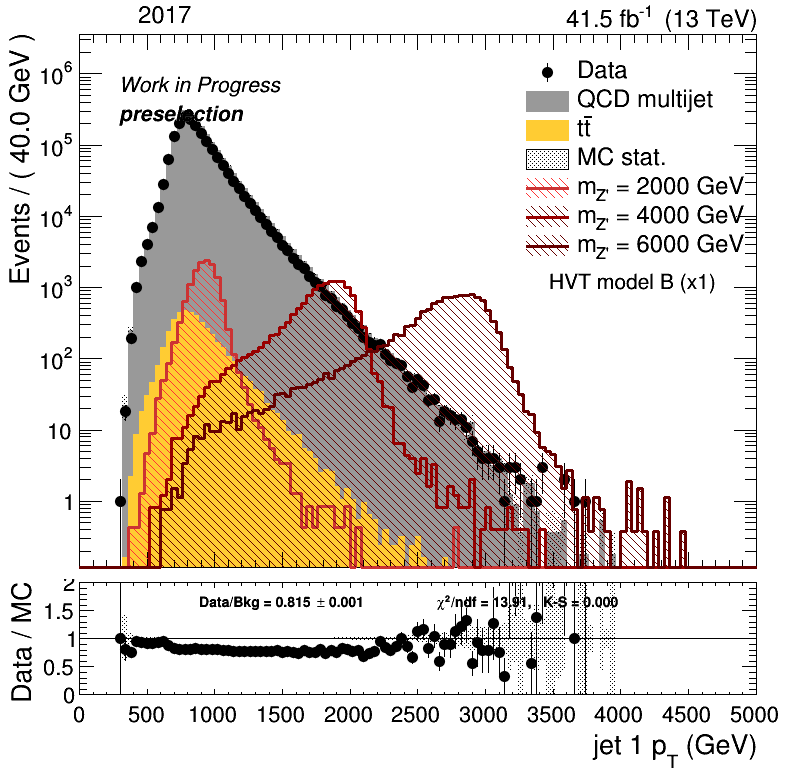 2017 41.5 fb⁻¹ (13 TeV)
Events / ( 40.0 GeV )
10⁶
10⁵
10⁴
10³
10²
10
1
Work in Progress
preselection
Data
QCD multijet
tt̄
MC stat.
m_Z' = 2000 GeV
m_Z' = 4000 GeV
m_Z' = 6000 GeV
HVT model B (x1)
Data / MC
2
1.5
1
0.5
0
Data/Bkg = 0.815 ± 0.001 χ²/ndf = 13.91, K-S = 0.000
0 500 1000 1500 2000 2500 3000 3500 4000 4500 5000
jet 1 p_T (GeV)